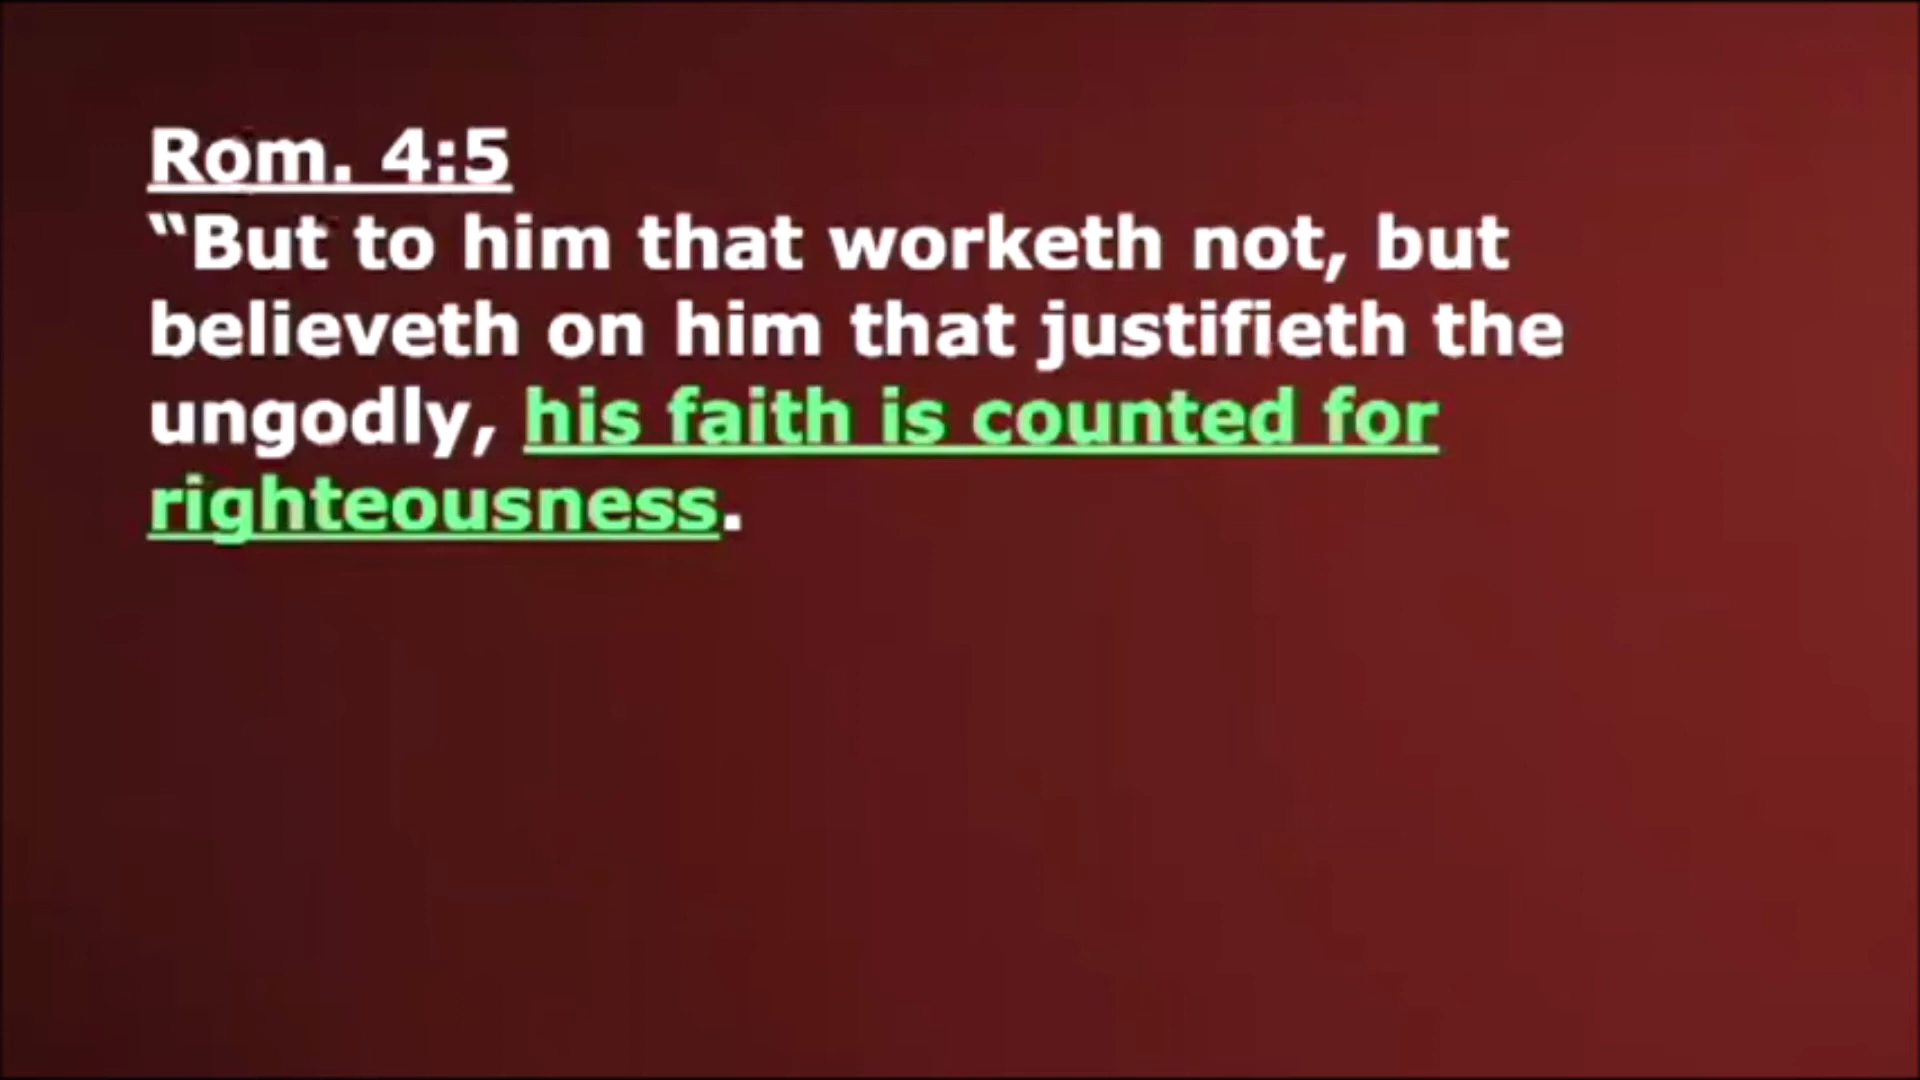 Rom. 4:5
“But to him that worketh not, but
believeth on him that justifieth the
ungodly, his faith is counted for
righteousness.